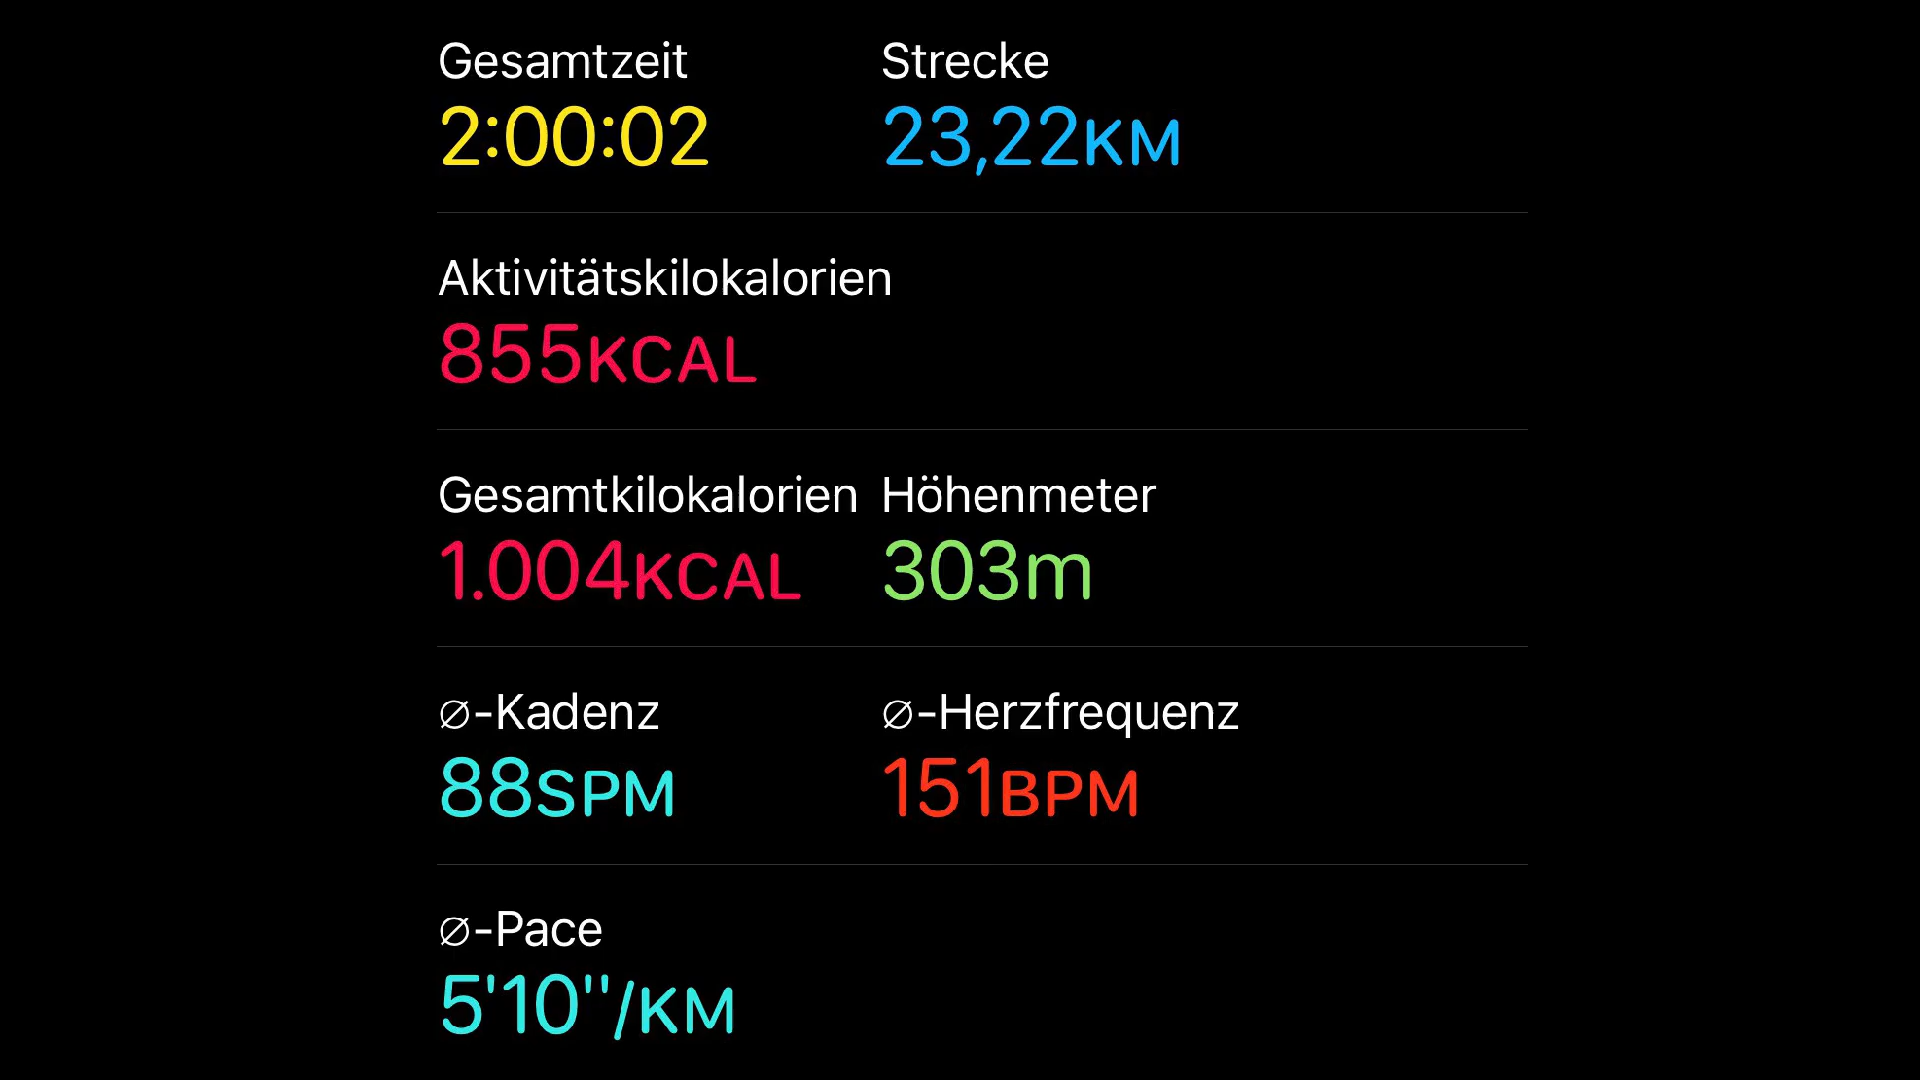 Gesamtzeit Strecke
2:00:02 23,22KM
Aktivitätskilokalorien
855KCAL
Gesamtkilokalorien Höhenmeter
1.004KCAL 303m
⌀-Kadenz ⌀-Herzfrequenz
88SPM 151BPM
⌀-Pace
5'10''/KM